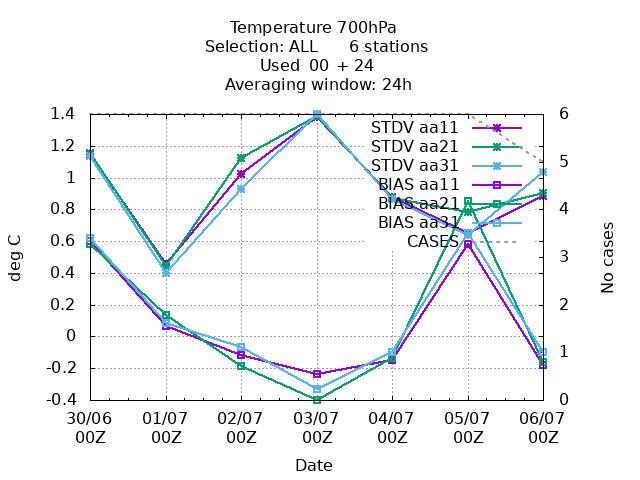 Temperature 700hPa
Selection: ALL 6 stations
Used 00 + 24
Averaging window: 24h
1.4
1.2
1
0.8
0.6
0.4
0.2
0
-0.2
-0.4
deg C
6
5
4
3
2
1
0
No cases
STDV aa11
STDV aa21
STDV aa31
BIAS aa11
BIAS aa21
BIAS aa31
CASES
30/06 01/07 02/07 03/07 04/07 05/07 06/07
00Z 00Z 00Z 00Z 00Z 00Z 00Z
Date